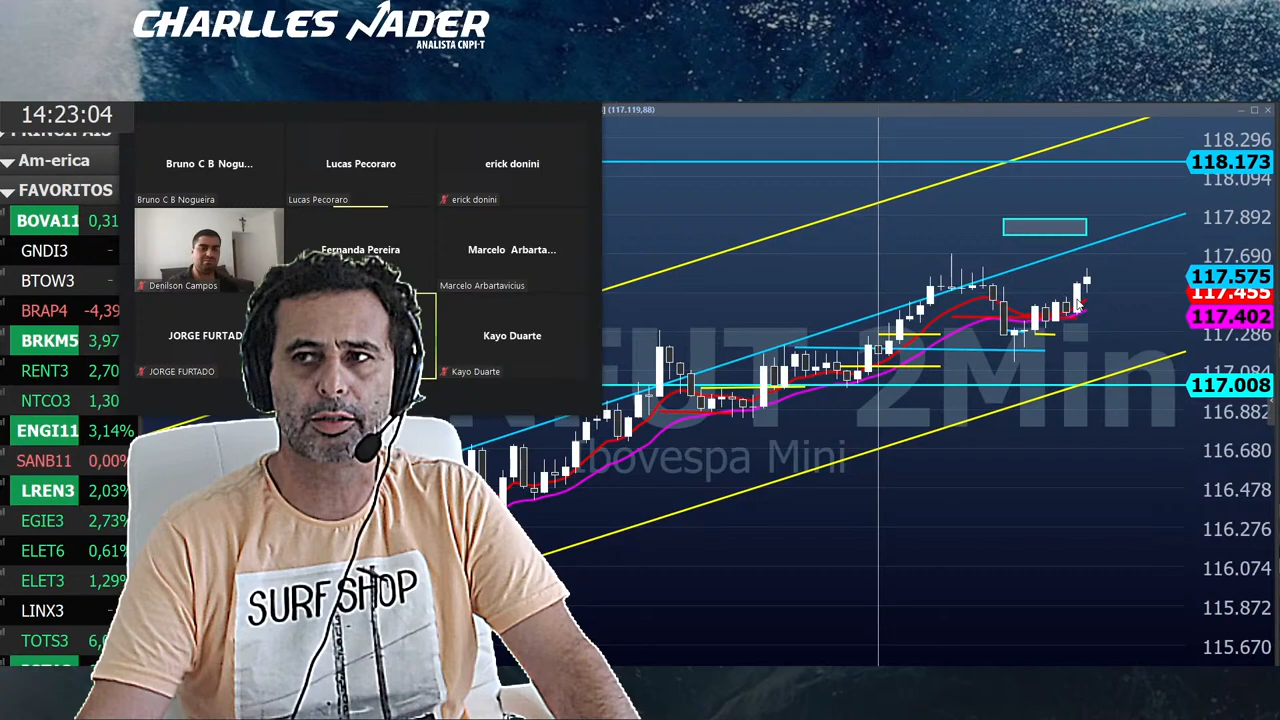 CHARLLES NADER
ANALISTA CNPI-T
14:23:04
PRINCIPAIS
Am-erica
FAVORITOS
BOVA11 0,31
GNDI3 -
BTOW3 -
BRAP4 -4,39
BRKM5 3,97
RENT3 2,70
NTCO3 1,30
ENGI11 3,14%
SANB11 0,00%
LREN3 2,03%
EGIE3 2,73%
ELET6 0,61%
ELET3 1,29%
LINX3 -
TOTS3
Bruno C B Nogu...
Bruno C B Nogueira
Lucas Pecoraro
Lucas Pecoraro
erick donini
erick donini
Denilson Campos
Fernanda Pereira
Marcelo Arbarta...
Marcelo Arbartavicius
JORGE FURTAD
JORGE FURTADO
Kayo Duarte
Kayo Duarte
(117.119,88)
FUT 2Min
Ibovespa Mini
118.296
118.173
118.094
117.892
117.690
117.575
117.455
117.402
117.286
117.084
117.008
116.882
116.680
116.478
116.276
116.074
115.872
115.670
SURF SHOP